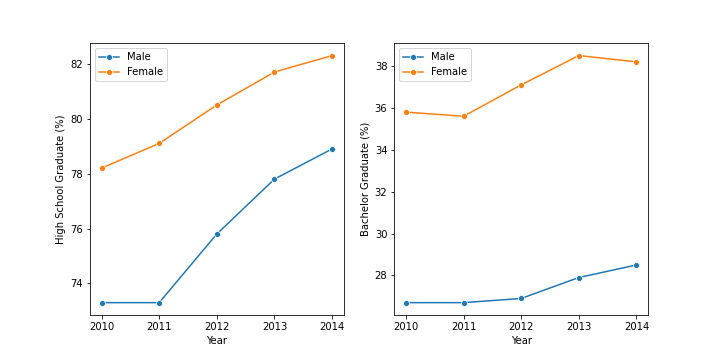 Male
Female
High School Graduate (%)
82
80
78
76
74
2010 2011 2012 2013 2014
Year
Male
Female
Bachelor Graduate (%)
38
36
34
32
30
28
2010 2011 2012 2013 2014
Year